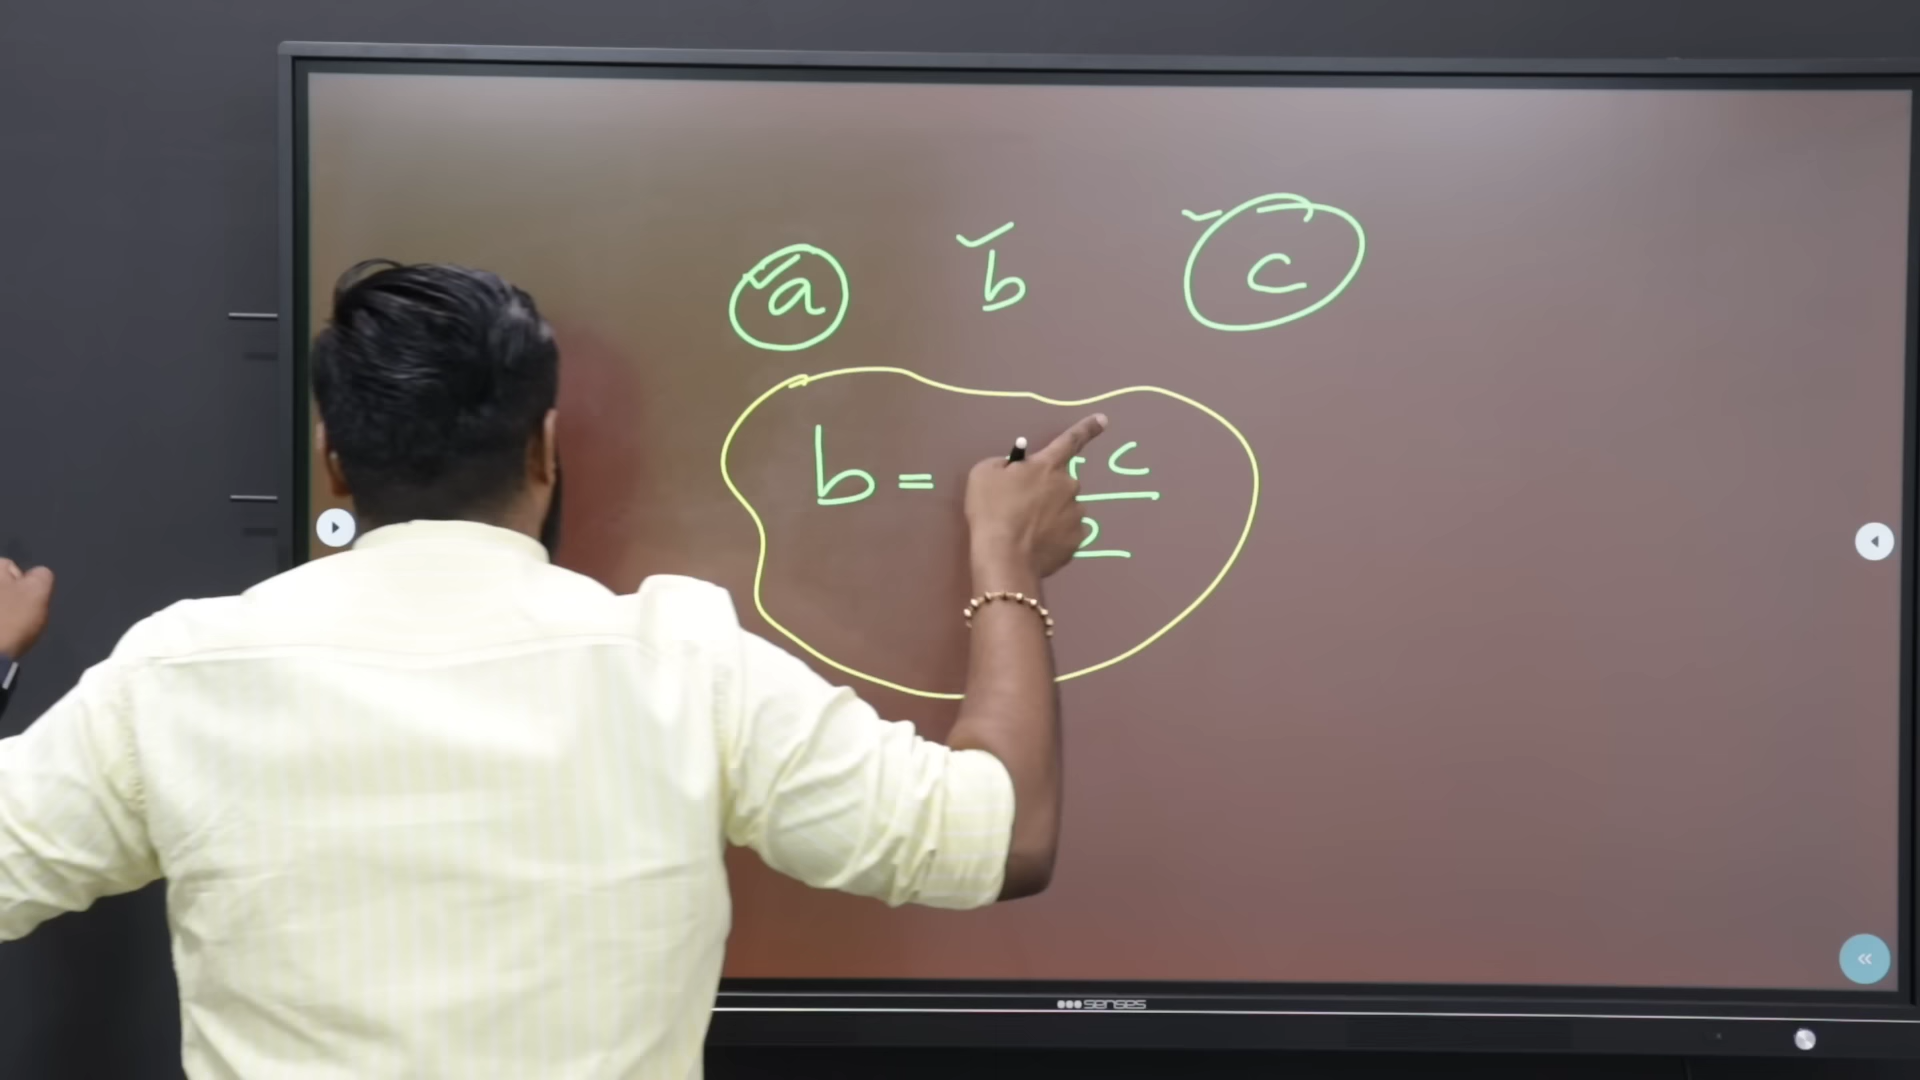 a b c
b = c
2
senses